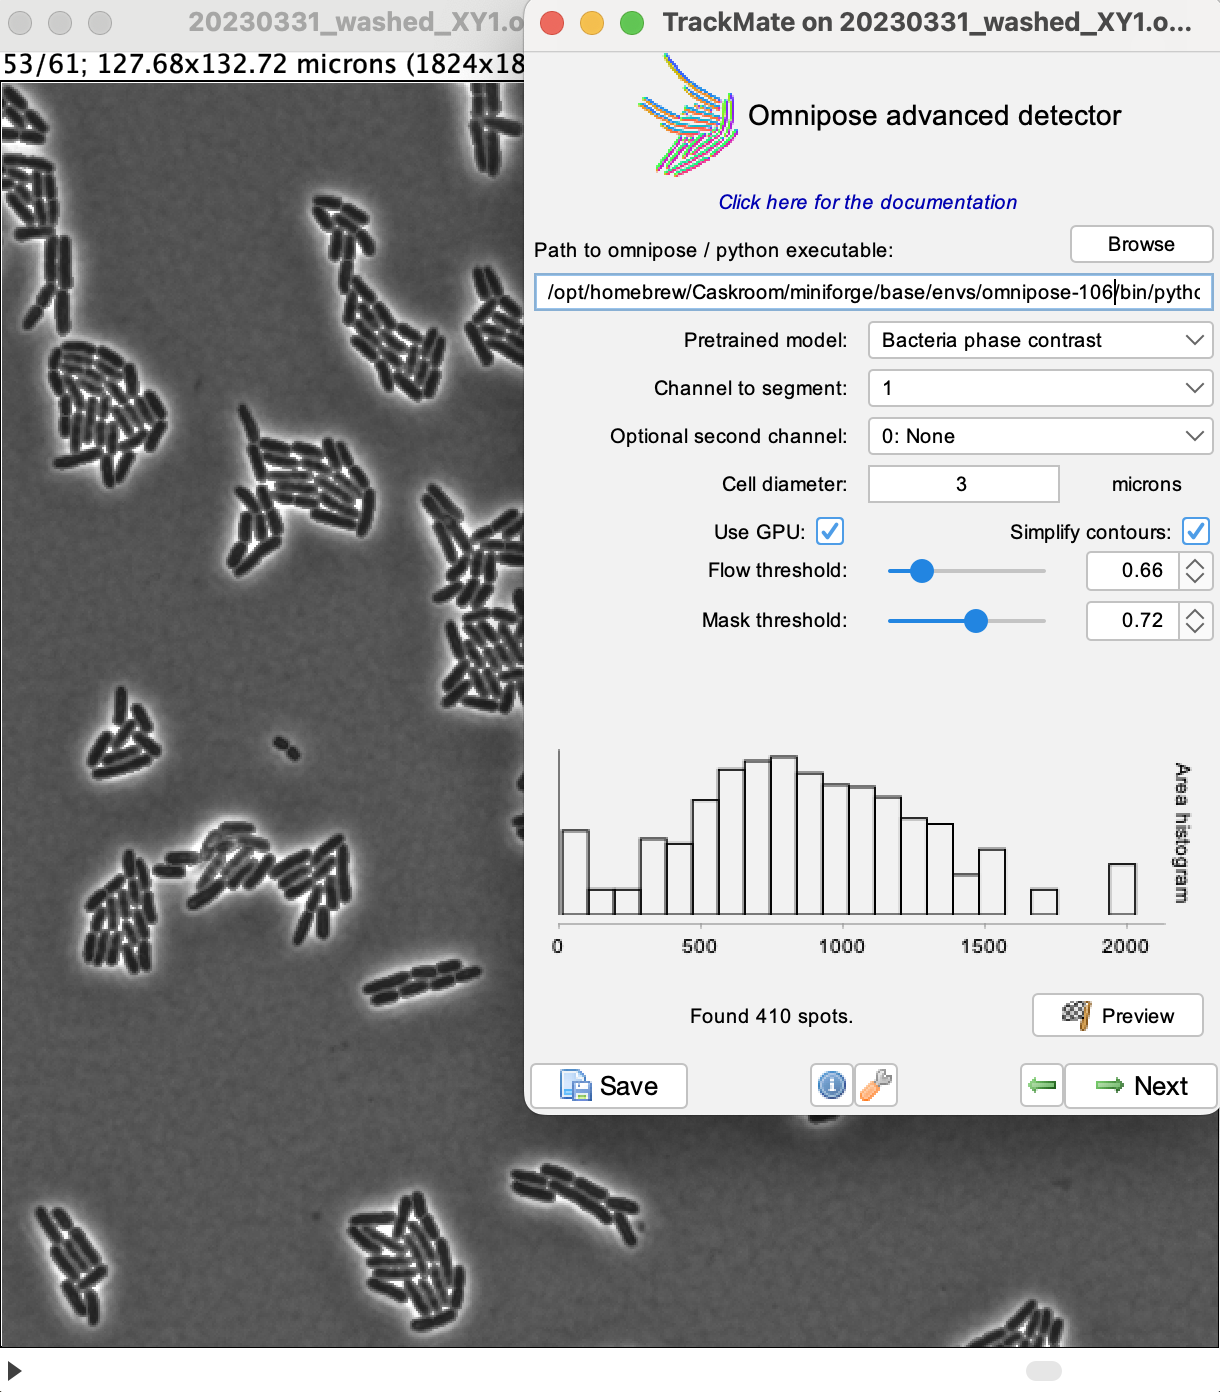 20230331_washed_XY1.o
53/61; 127.68x132.72 microns (1824x18
TrackMate on 20230331_washed_XY1.o...
Omnipose advanced detector
Click here for the documentation
Path to omnipose / python executable:
Browse
/opt/homebrew/Caskroom/miniforge/base/envs/omnipose-106/bin/pytho
Pretrained model: Bacteria phase contrast
Channel to segment: 1
Optional second channel: 0: None
Cell diameter: 3 microns
Use GPU: Simplify contours:
Flow threshold: 0.66
Mask threshold: 0.72
Area histogram
0 500 1000 1500 2000
Found 410 spots.
Preview
Save
Next